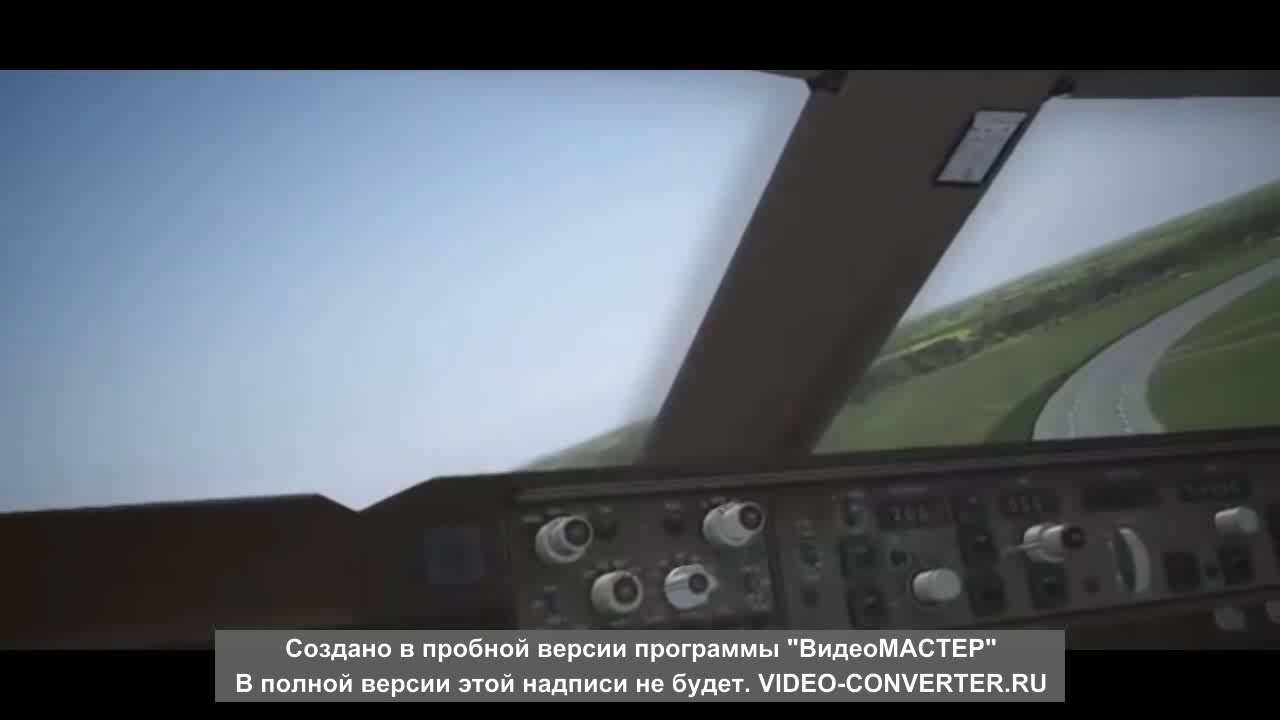 Создано в пробной версии программы "ВидеоМАСТЕР"
В полной версии этой надписи не будет. VIDEO-CONVERTER.RU